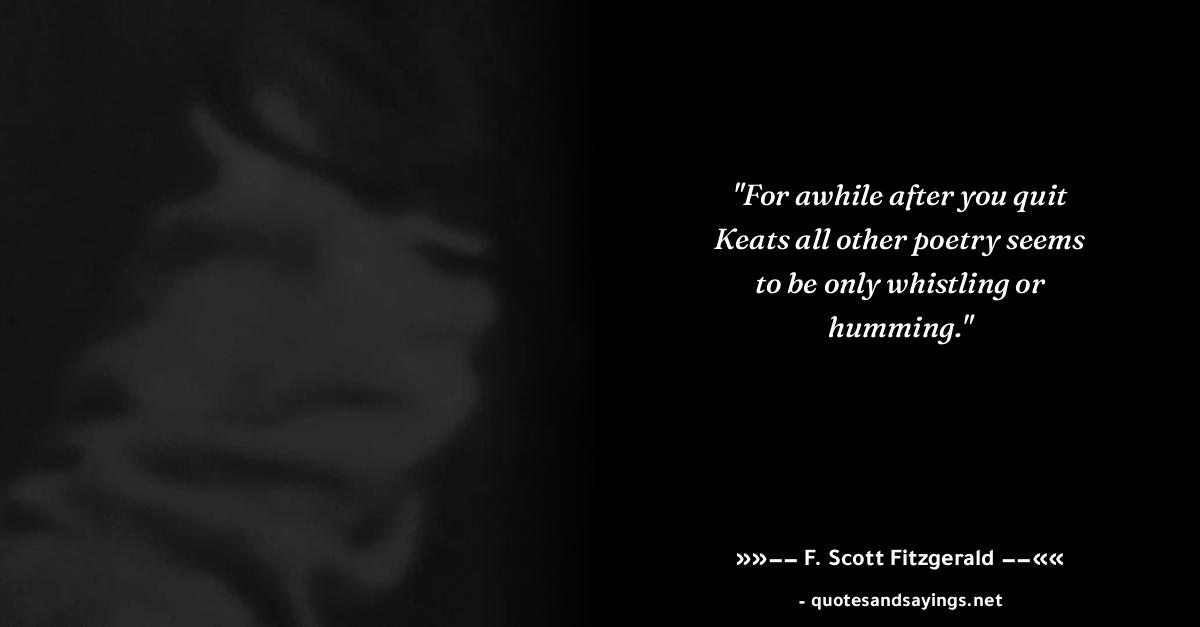 "For awhile after you quit
Keats all other poetry seems
to be only whistling or
humming."
»»−− F. Scott Fitzgerald −−««
- quotesandsayings.net